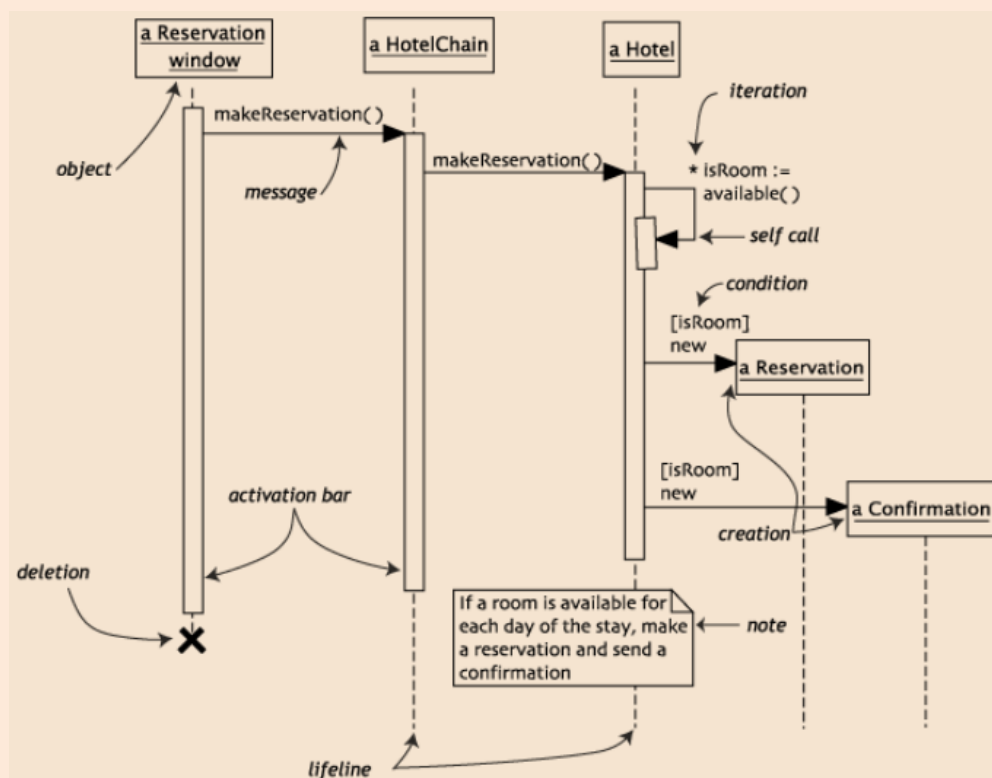 a Reservation
window
a HotelChain
a Hotel
iteration
makeReservation()
object
message
makeReservation()
* isRoom :=
available()
self call
condition
[isRoom]
new
a Reservation
[isRoom]
new
a Confirmation
creation
activation bar
deletion
If a room is available for
each day of the stay, make
a reservation and send a
confirmation
note
lifeline